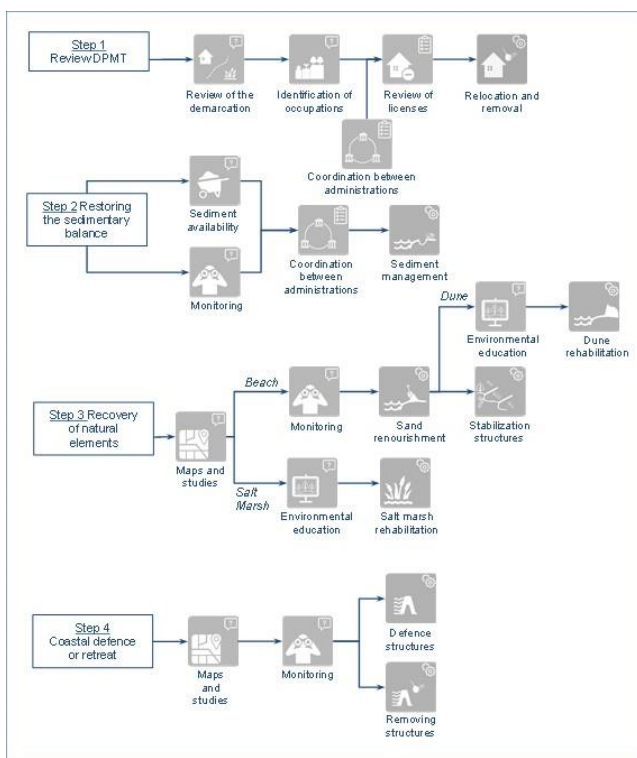 Step 1
Review DPMT
Review of the
demarcation
Identification of
occupations
Review of
licenses
Relocation and
removal
Coordination between
administrations
Step 2 Restoring
the sedimentary
balance
Sediment
availability
Monitoring
Coordination
between
administrations
Sediment
management
Dune
Environmental
education
Dune
rehabilitation
Step 3 Recovery
of natural
elements
Maps and
studies
Beach
Monitoring
Sand
renourishment
Stabilization
structures
Salt
Marsh
Environmental
education
Salt marsh
rehabilitation
Step 4
Coastal defence
or retreat
Maps
and
studies
Monitoring
Defence
structures
Removing
structures